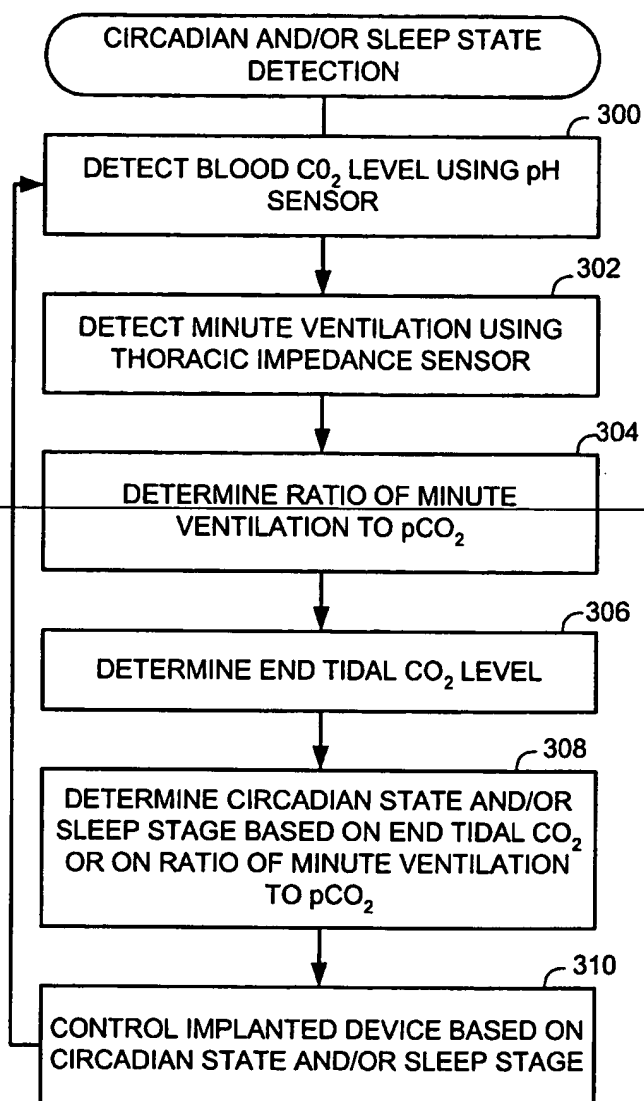 CIRCADIAN AND/OR SLEEP STATE
DETECTION
300
DETECT BLOOD C0₂ LEVEL USING pH
SENSOR
302
DETECT MINUTE VENTILATION USING
THORACIC IMPEDANCE SENSOR
304
DETERMINE RATIO OF MINUTE
VENTILATION TO pCO₂
306
DETERMINE END TIDAL CO₂ LEVEL
308
DETERMINE CIRCADIAN STATE AND/OR
SLEEP STAGE BASED ON END TIDAL CO₂
OR ON RATIO OF MINUTE VENTILATION
TO pCO₂
310
CONTROL IMPLANTED DEVICE BASED ON
CIRCADIAN STATE AND/OR SLEEP STAGE